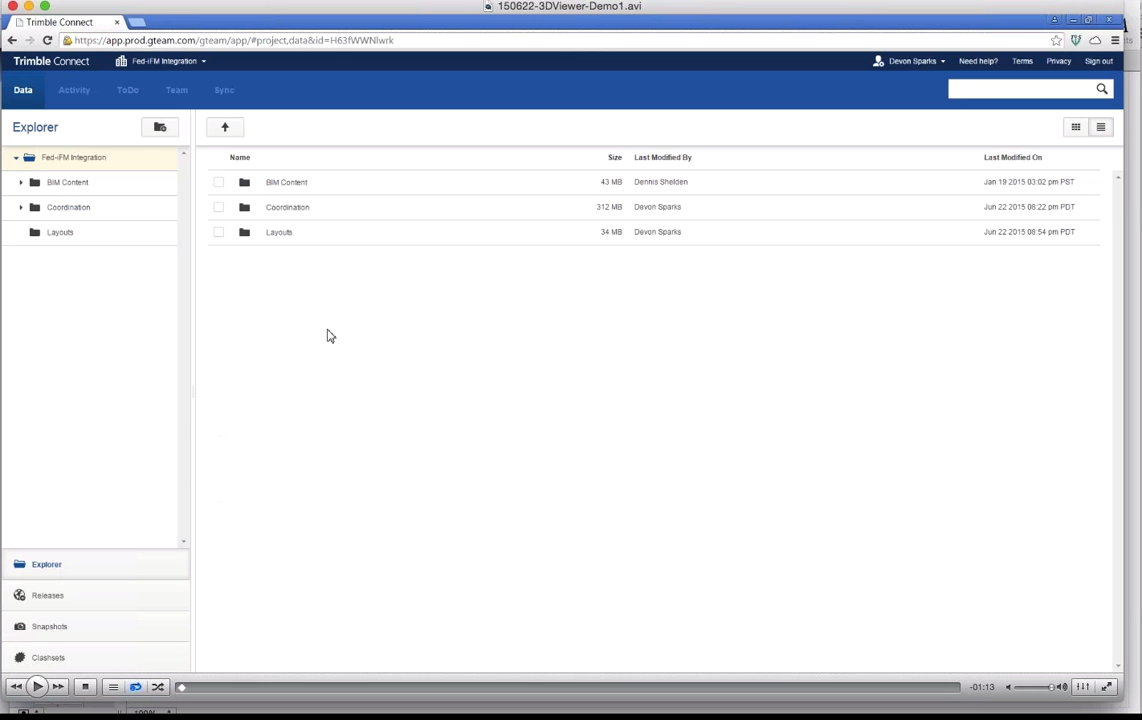 150622-3DViewer-Demo1.avi
Trimble Connect
https://app.prod.gteam.com/gteam/app/#project,data&id=H63fWWNlwrk
Trimble Connect Fed-iFM Integration Devon Sparks Need help? Terms Privacy Sign out
Data Activity ToDo Team Sync
Explorer
Fed-iFM Integration
BIM Content
Coordination
Layouts
Name Size Last Modified By Last Modified On
BIM Content 43 MB Dennis Shelden Jan 19 2015 03:02 pm PST
Coordination 312 MB Devon Sparks Jun 22 2015 08:22 pm PDT
Layouts 34 MB Devon Sparks Jun 22 2015 08:54 pm PDT
Explorer
Releases
Snapshots
Clashsets
-01:13